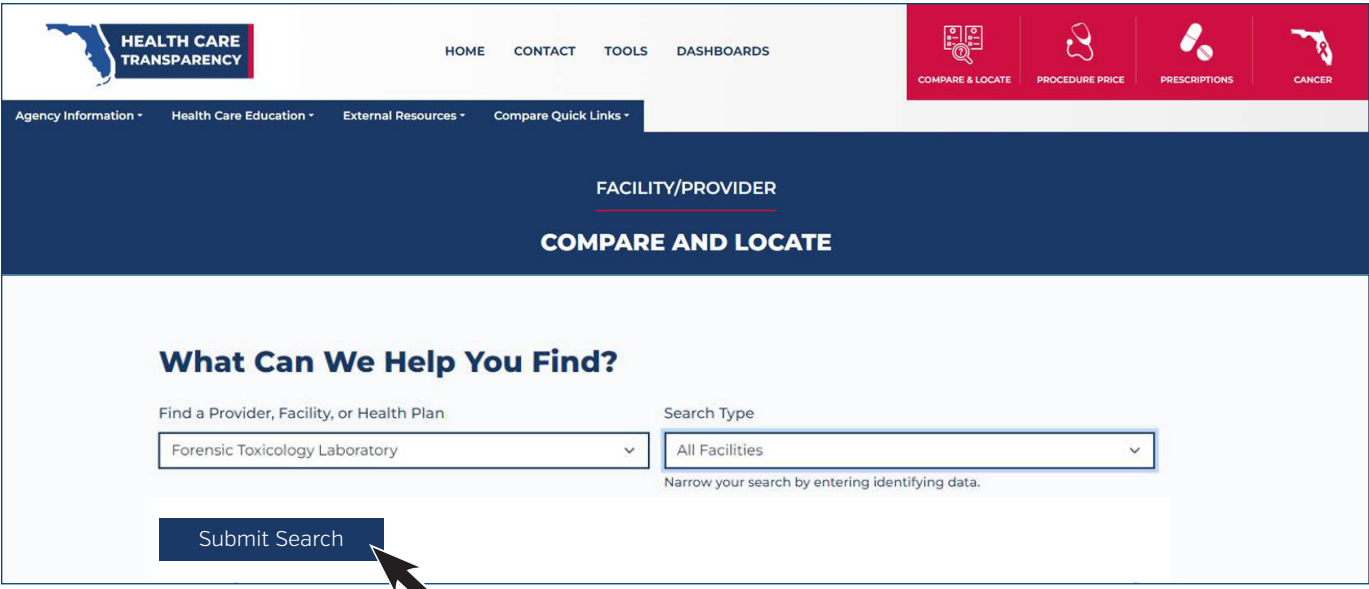 HEALTH CARE
TRANSPARENCY
HOME CONTACT TOOLS DASHBOARDS
COMPARE & LOCATE PROCEDURE PRICE PRESCRIPTIONS CANCER
Agency Information Health Care Education External Resources Compare Quick Links
FACILITY/PROVIDER
COMPARE AND LOCATE
What Can We Help You Find?
Find a Provider, Facility, or Health Plan Search Type
Forensic Toxicology Laboratory All Facilities
Narrow your search by entering identifying data.
Submit Search